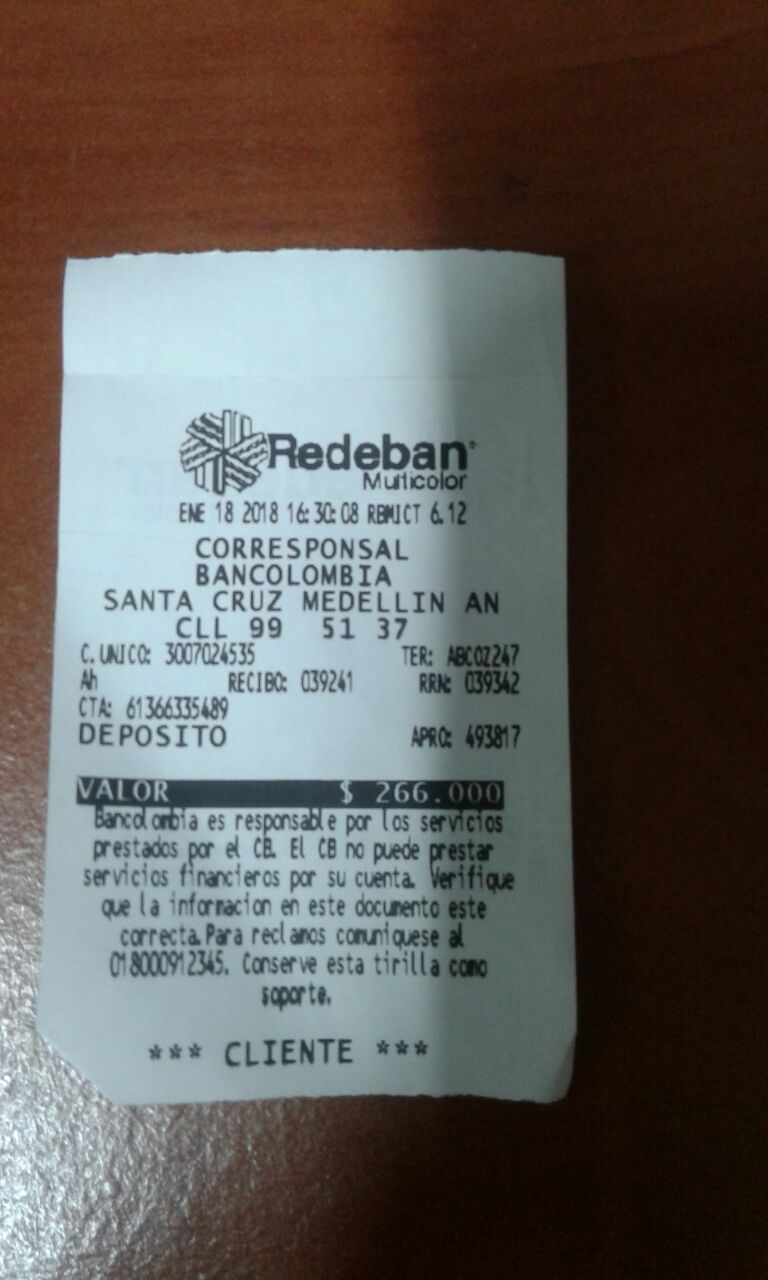 Redeban
Multicolor
ENE 18 2018 16:30:08 RBMICT 6.12
CORRESPONSAL
BANCOLOMBIA
SANTA CRUZ MEDELLIN AN
CLL 99 51 37
C.UNICO: 3007024535 TER: ABCOZ247
Ah RECIBO: 039241 RRN: 039342
CTA: 61366335489
DEPOSITO APRO: 493817
VALOR $ 266.000
Bancolombia es responsable por los servicios
prestados por el CB. El CB no puede prestar
servicios financieros por su cuenta. Verifique
que la informacion en este documento este
correcta.Para reclamos comuniquese al
018000912345. Conserve esta tirilla como
soporte.
*** CLIENTE ***